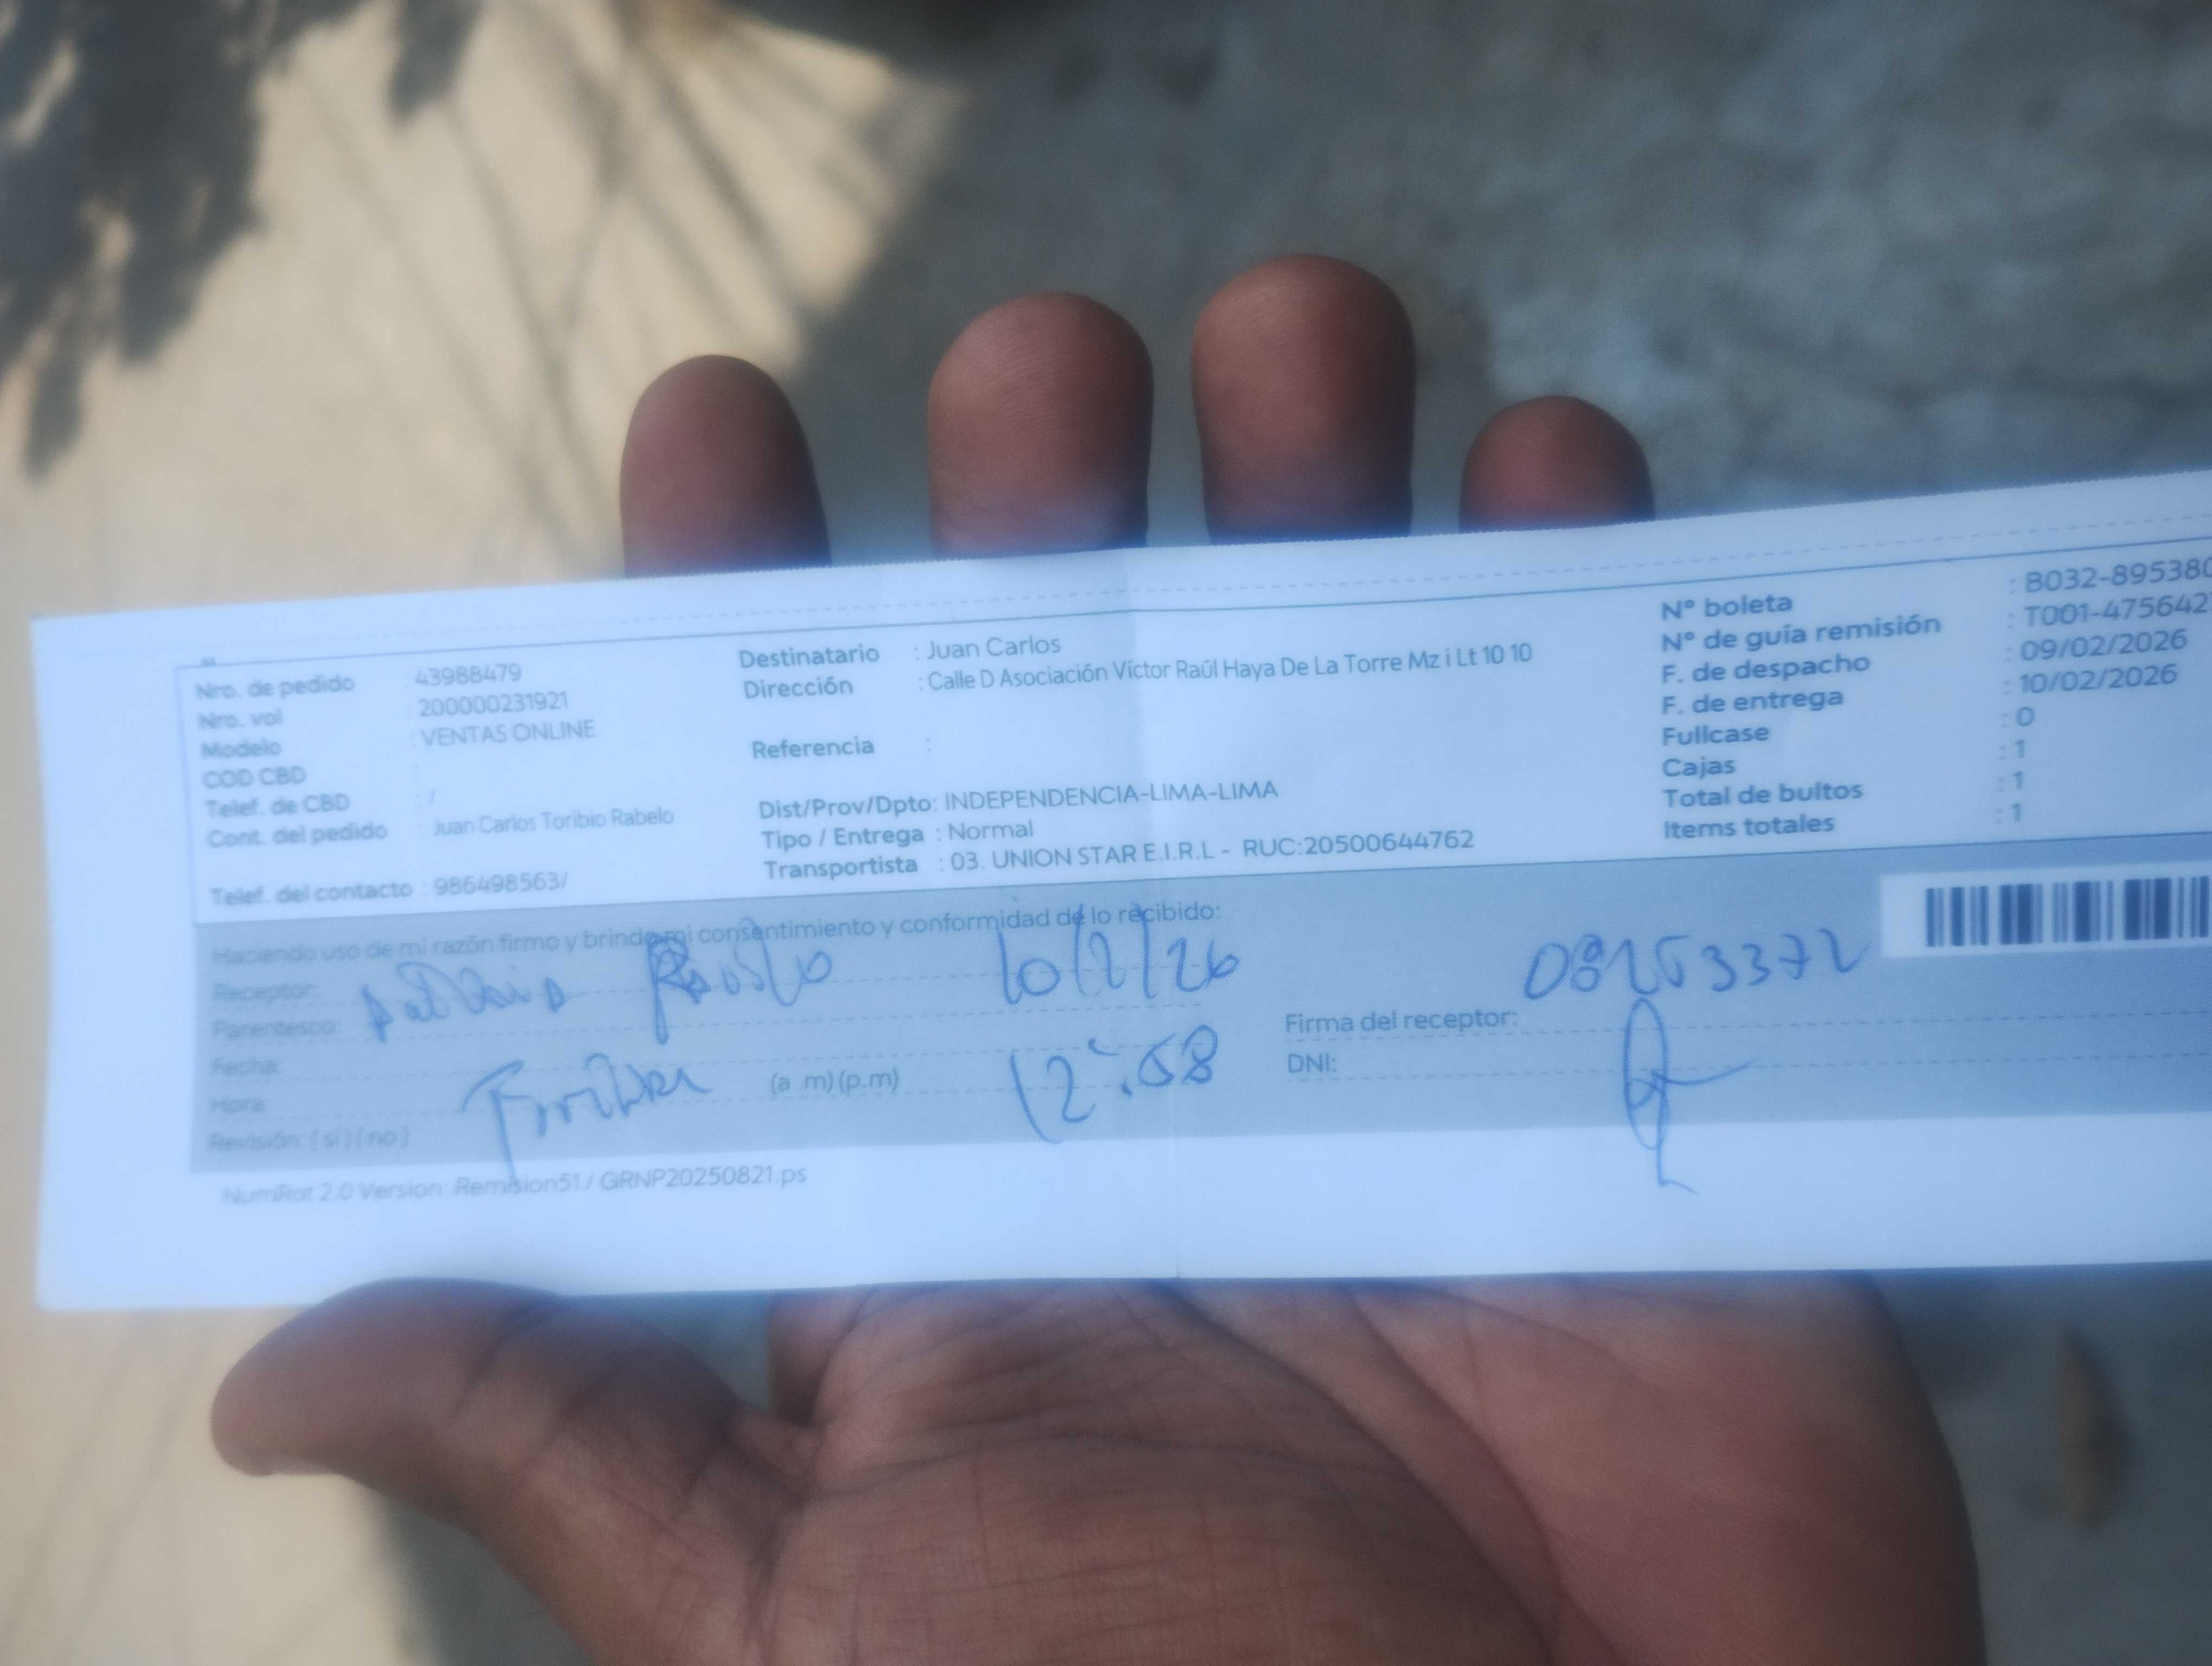 Nro. de pedido : 43988479
Nro. vol : 200000231921
Modelo : VENTAS ONLINE
COD CBD :
Telef. de CBD : /
Cont. del pedido : Juan Carlos Toribio Rabelo
Telef. del contacto : 986498563/
Destinatario : Juan Carlos
Dirección : Calle D Asociación Víctor Raúl Haya De La Torre Mz i Lt 10 10
Referencia :
Dist/Prov/Dpto: INDEPENDENCIA-LIMA-LIMA
Tipo / Entrega : Normal
Transportista : 03. UNION STAR E.I.R.L - RUC:20500644762
N° boleta : B032-895380
N° de guía remisión : T001-475642
F. de despacho : 09/02/2026
F. de entrega : 10/02/2026
Fullcase : 0
Cajas : 1
Total de bultos : 1
Items totales : 1
Haciendo uso de mi razón firmo y brindo mi consentimiento y conformidad de lo recibido:
Receptor:
Parentesco: 10/2/26
Fecha:
Hora: (a .m) (p.m) 12:58
Revisión: ( si ) ( no )
08253372
Firma del receptor:
DNI:
NumRot 2.0 Version: Remision51 / GRNP20250821.ps